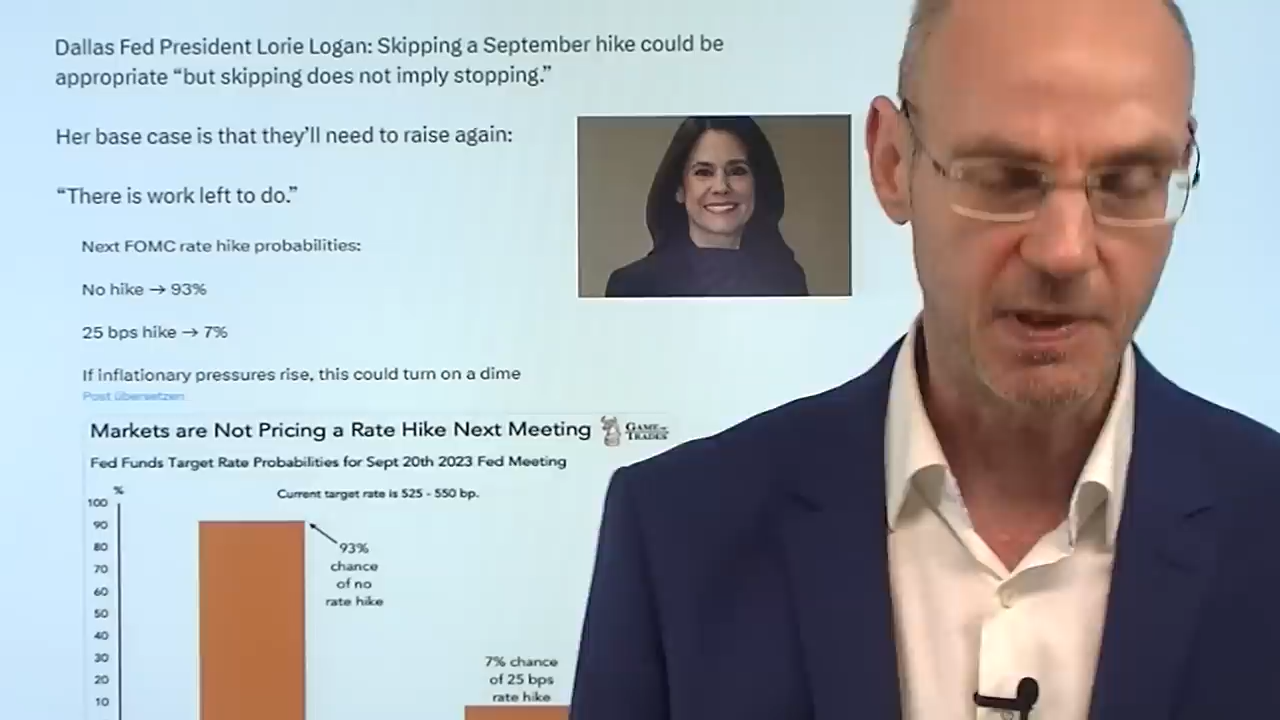 Dallas Fed President Lorie Logan: Skipping a September hike could be
appropriate “but skipping does not imply stopping.”
Her base case is that they’ll need to raise again:
“There is work left to do.”
Next FOMC rate hike probabilities:
No hike → 93%
25 bps hike → 7%
If inflationary pressures rise, this could turn on a dime
Post übersetzen
Markets are Not Pricing a Rate Hike Next Meeting
GAME OF
TRADES
Fed Funds Target Rate Probabilities for Sept 20th 2023 Fed Meeting
%
Current target rate is 525 - 550 bp.
100
90
80
70
60
50
40
30
20
10
93%
chance
of no
rate hike
7% chance
of 25 bps
rate hike